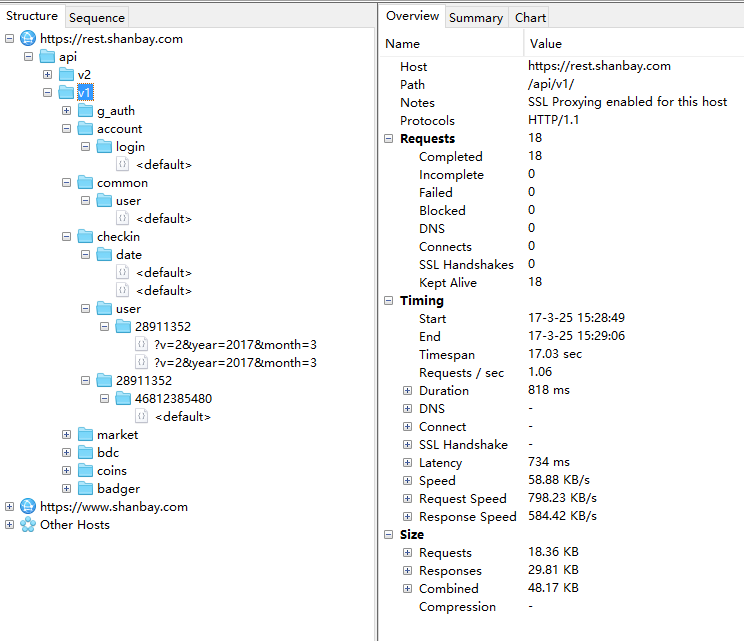 Structure Sequence
https://rest.shanbay.com
api
v2
v1
g_auth
account
login
<default>
common
user
<default>
checkin
date
<default>
<default>
user
28911352
?v=2&year=2017&month=3
?v=2&year=2017&month=3
28911352
46812385480
<default>
market
bdc
coins
badger
https://www.shanbay.com
Other Hosts
Overview Summary Chart
Name Value
Host https://rest.shanbay.com
Path /api/v1/
Notes SSL Proxying enabled for this host
Protocols HTTP/1.1
Requests 18
Completed 18
Incomplete 0
Failed 0
Blocked 0
DNS 0
Connects 0
SSL Handshakes 0
Kept Alive 18
Timing
Start 17-3-25 15:28:49
End 17-3-25 15:29:06
Timespan 17.03 sec
Requests / sec 1.06
Duration 818 ms
DNS -
Connect -
SSL Handshake -
Latency 734 ms
Speed 58.88 KB/s
Request Speed 798.23 KB/s
Response Speed 584.42 KB/s
Size
Requests 18.36 KB
Responses 29.81 KB
Combined 48.17 KB
Compression -